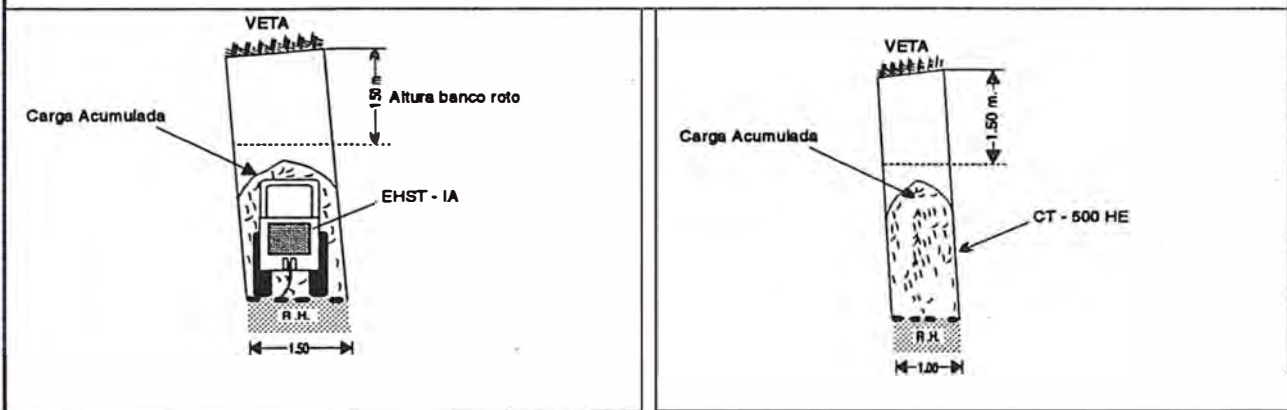 VETA
1.50 m
Altura banco roto
Carga Acumulada
EHST - IA
R.H.
1.50
VETA
1.50 m.
Carga Acumulada
CT - 500 HE
R.H.
1.00